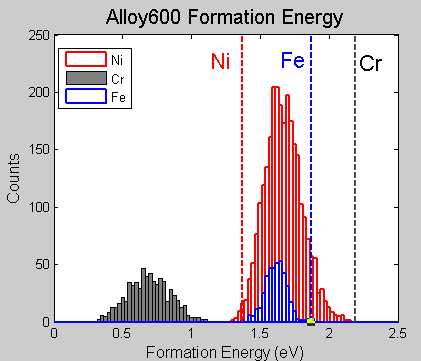 Alloy600 Formation Energy
250
200
150
100
50
0
Counts
Ni
Cr
Fe
Ni
Fe
Cr
0
0.5
1
1.5
2
2.5
Formation Energy (eV)